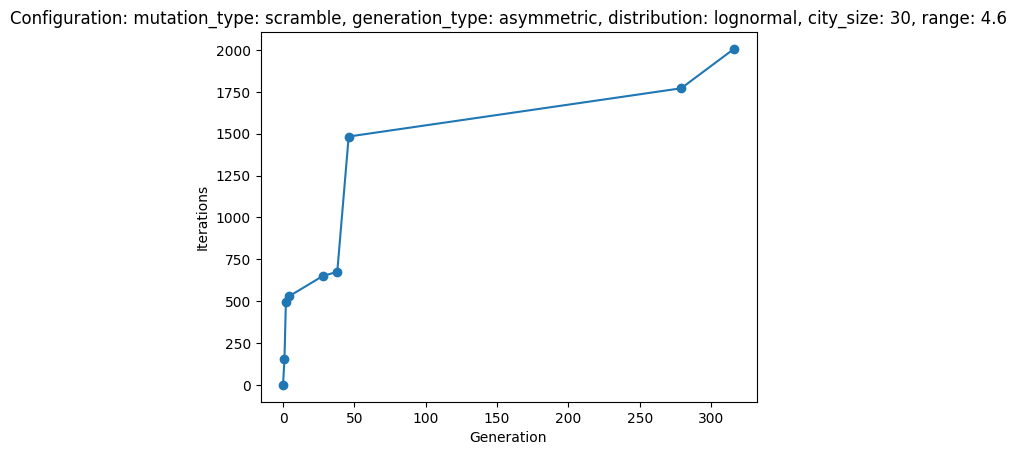 Configuration: mutation_type: scramble, generation_type: asymmetric, distribution: lognormal, city_size: 30, range: 4.6
2000
1750
1500
1250
1000
750
500
250
0
Iterations
0 50 100 150 200 250 300
Generation